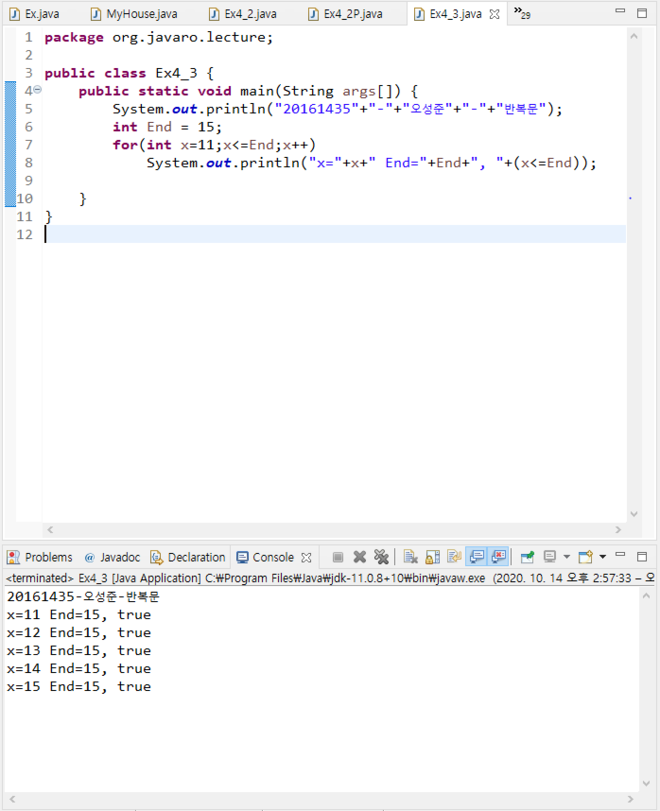 Ex.java MyHouse.java Ex4_2.java Ex4_2P.java Ex4_3.java »29
1 package org.javaro.lecture;
2
3 public class Ex4_3 {
4 public static void main(String args[]) {
5 System.out.println("20161435"+"-"+"오성준"+"-"+"반복문");
6 int End = 15;
7 for(int x=11;x<=End;x++)
8 System.out.println("x="+x+" End="+End+", "+(x<=End));
9
10 }
11 }
12
Problems @ Javadoc Declaration Console
<terminated> Ex4_3 [Java Application] C:₩Program Files₩Java₩jdk-11.0.8+10₩bin₩javaw.exe (2020. 10. 14 오후 2:57:33 – 오
20161435-오성준-반복문
x=11 End=15, true
x=12 End=15, true
x=13 End=15, true
x=14 End=15, true
x=15 End=15, true